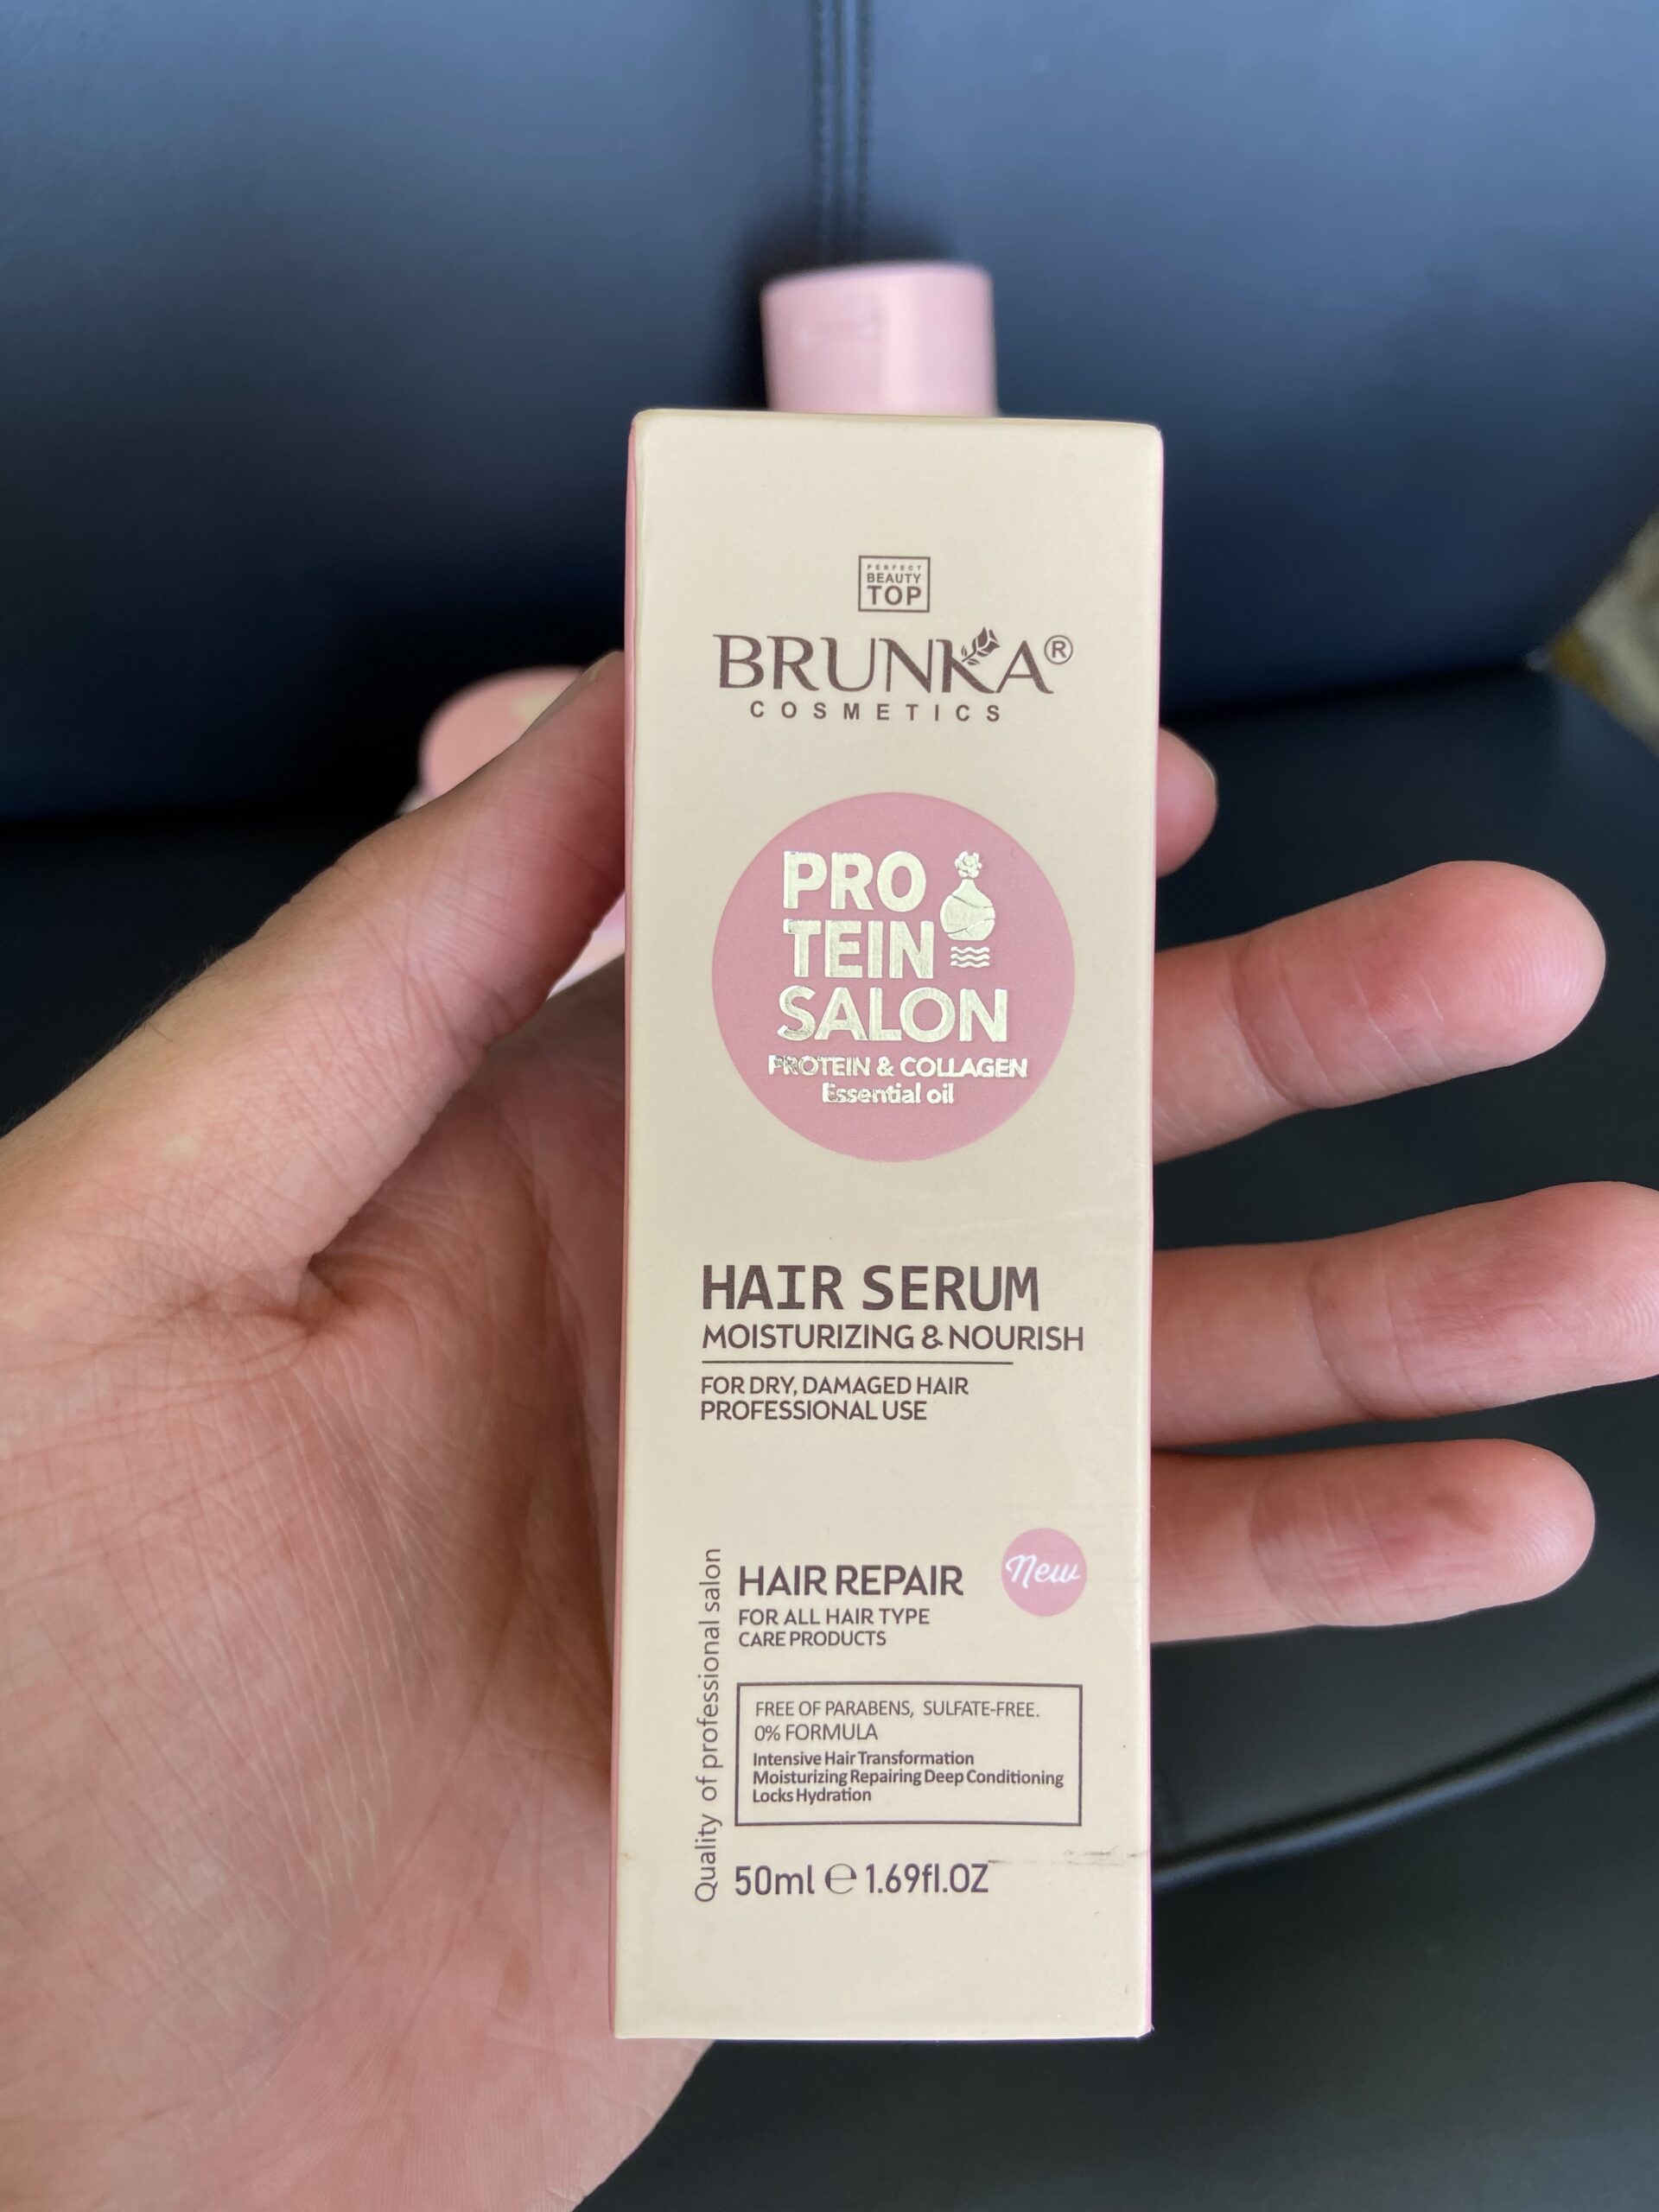 PERFECT
BEAUTY
TOP
BRUNKA®
COSMETICS
PRO
TEIN
SALON
PROTEIN & COLLAGEN
Essential oil
HAIR SERUM
MOISTURIZING & NOURISH
FOR DRY, DAMAGED HAIR
PROFESSIONAL USE
Quality of professional salon
HAIR REPAIR
New
FOR ALL HAIR TYPE
CARE PRODUCTS
FREE OF PARABENS, SULFATE-FREE.
0% FORMULA
Intensive Hair Transformation
Moisturizing Repairing Deep Conditioning
Locks Hydration
50ml ℮ 1.69fl.OZ